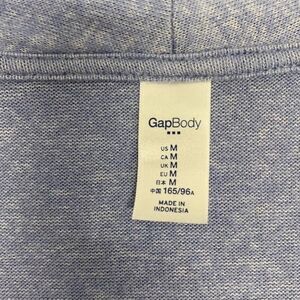 GapBody
US M
CA M
UK M
EU M
日本 M
中国 165/96A
MADE IN
INDONESIA